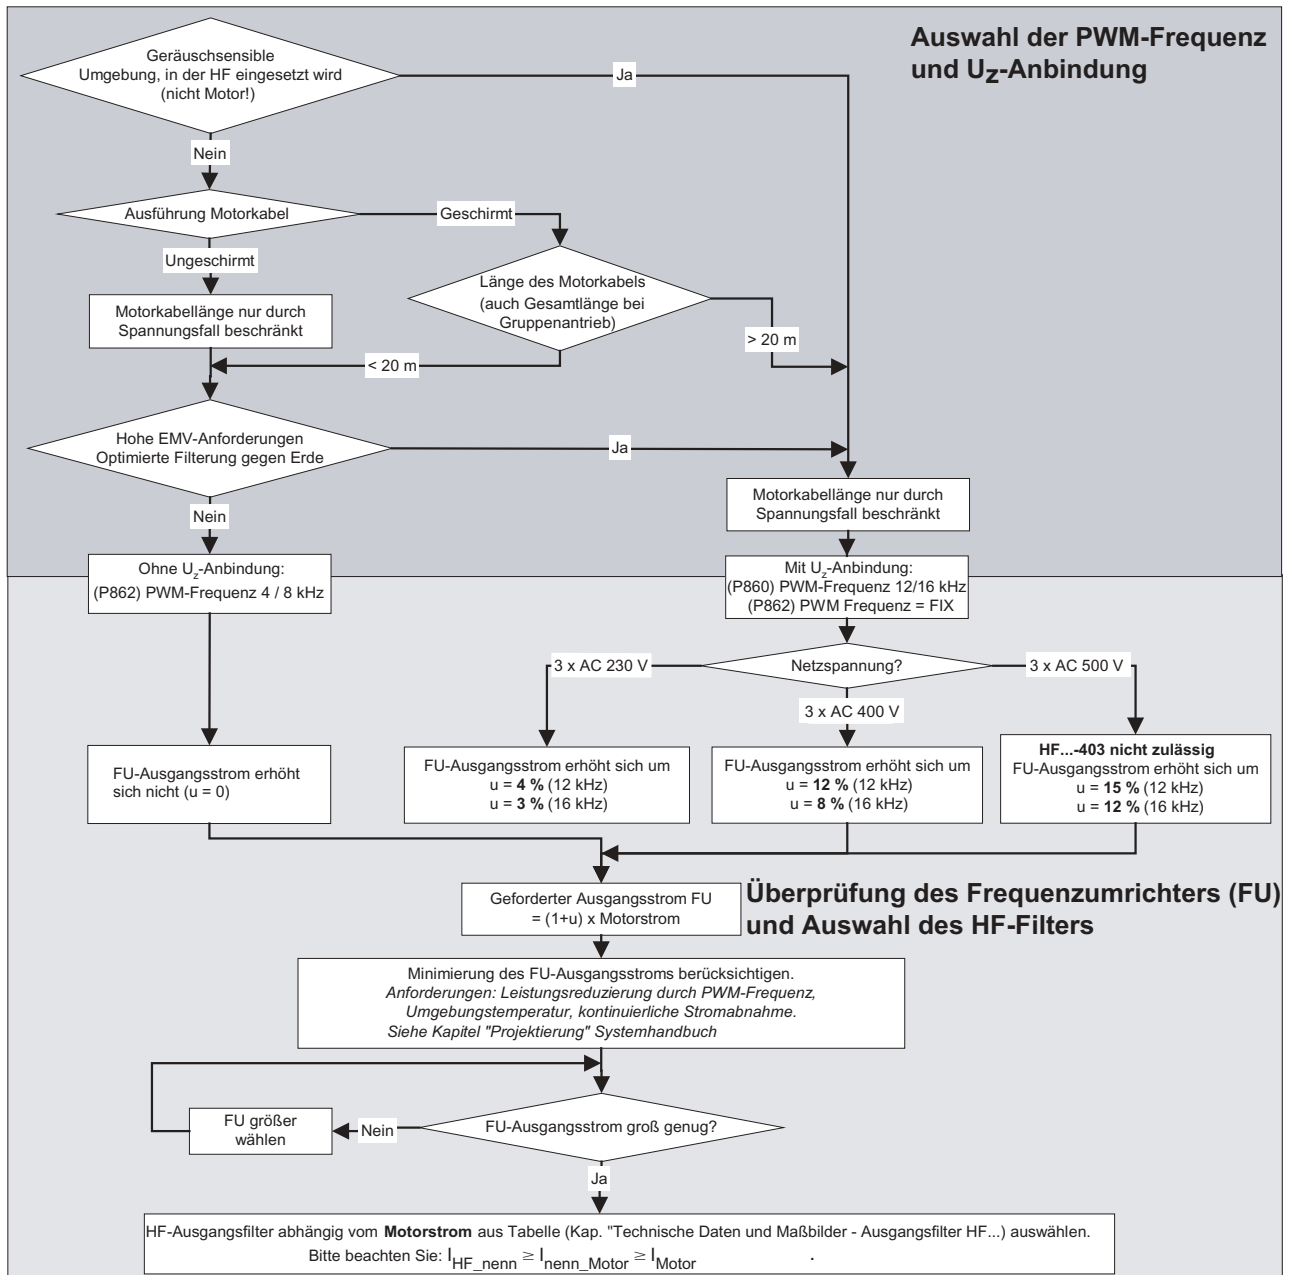 Auswahl der PWM-Frequenz
und UZ-Anbindung
Geräuschsensible
Umgebung, in der HF eingesetzt wird
(nicht Motor!)
Ja
Nein
Ausführung Motorkabel
Geschirmt
Ungeschirmt
Länge des Motorkabels
(auch Gesamtlänge bei
Gruppenantrieb)
Motorkabellänge nur durch
Spannungsfall beschränkt
> 20 m
< 20 m
Hohe EMV-Anforderungen
Optimierte Filterung gegen Erde
Ja
Nein
Motorkabellänge nur durch
Spannungsfall beschränkt
Ohne Uz-Anbindung:
(P862) PWM-Frequenz 4 / 8 kHz
Mit Uz-Anbindung:
(P860) PWM-Frequenz 12/16 kHz
(P862) PWM Frequenz = FIX
3 x AC 230 V
Netzspannung?
3 x AC 500 V
3 x AC 400 V
FU-Ausgangsstrom erhöht
sich nicht (u = 0)
FU-Ausgangsstrom erhöht sich um
u = 4 % (12 kHz)
u = 3 % (16 kHz)
FU-Ausgangsstrom erhöht sich um
u = 12 % (12 kHz)
u = 8 % (16 kHz)
HF...-403 nicht zulässig
FU-Ausgangsstrom erhöht sich um
u = 15 % (12 kHz)
u = 12 % (16 kHz)
Geforderter Ausgangsstrom FU
= (1+u) x Motorstrom
Überprüfung des Frequenzumrichters (FU)
und Auswahl des HF-Filters
Minimierung des FU-Ausgangsstroms berücksichtigen.
Anforderungen: Leistungsreduzierung durch PWM-Frequenz,
Umgebungstemperatur, kontinuierliche Stromabnahme.
Siehe Kapitel "Projektierung" Systemhandbuch
FU größer
wählen
Nein
FU-Ausgangsstrom groß genug?
Ja
HF-Ausgangsfilter abhängig vom Motorstrom aus Tabelle (Kap. "Technische Daten und Maßbilder - Ausgangsfilter HF...) auswählen.
Bitte beachten Sie: I HF_nenn ≥ I nenn_Motor ≥ I Motor .